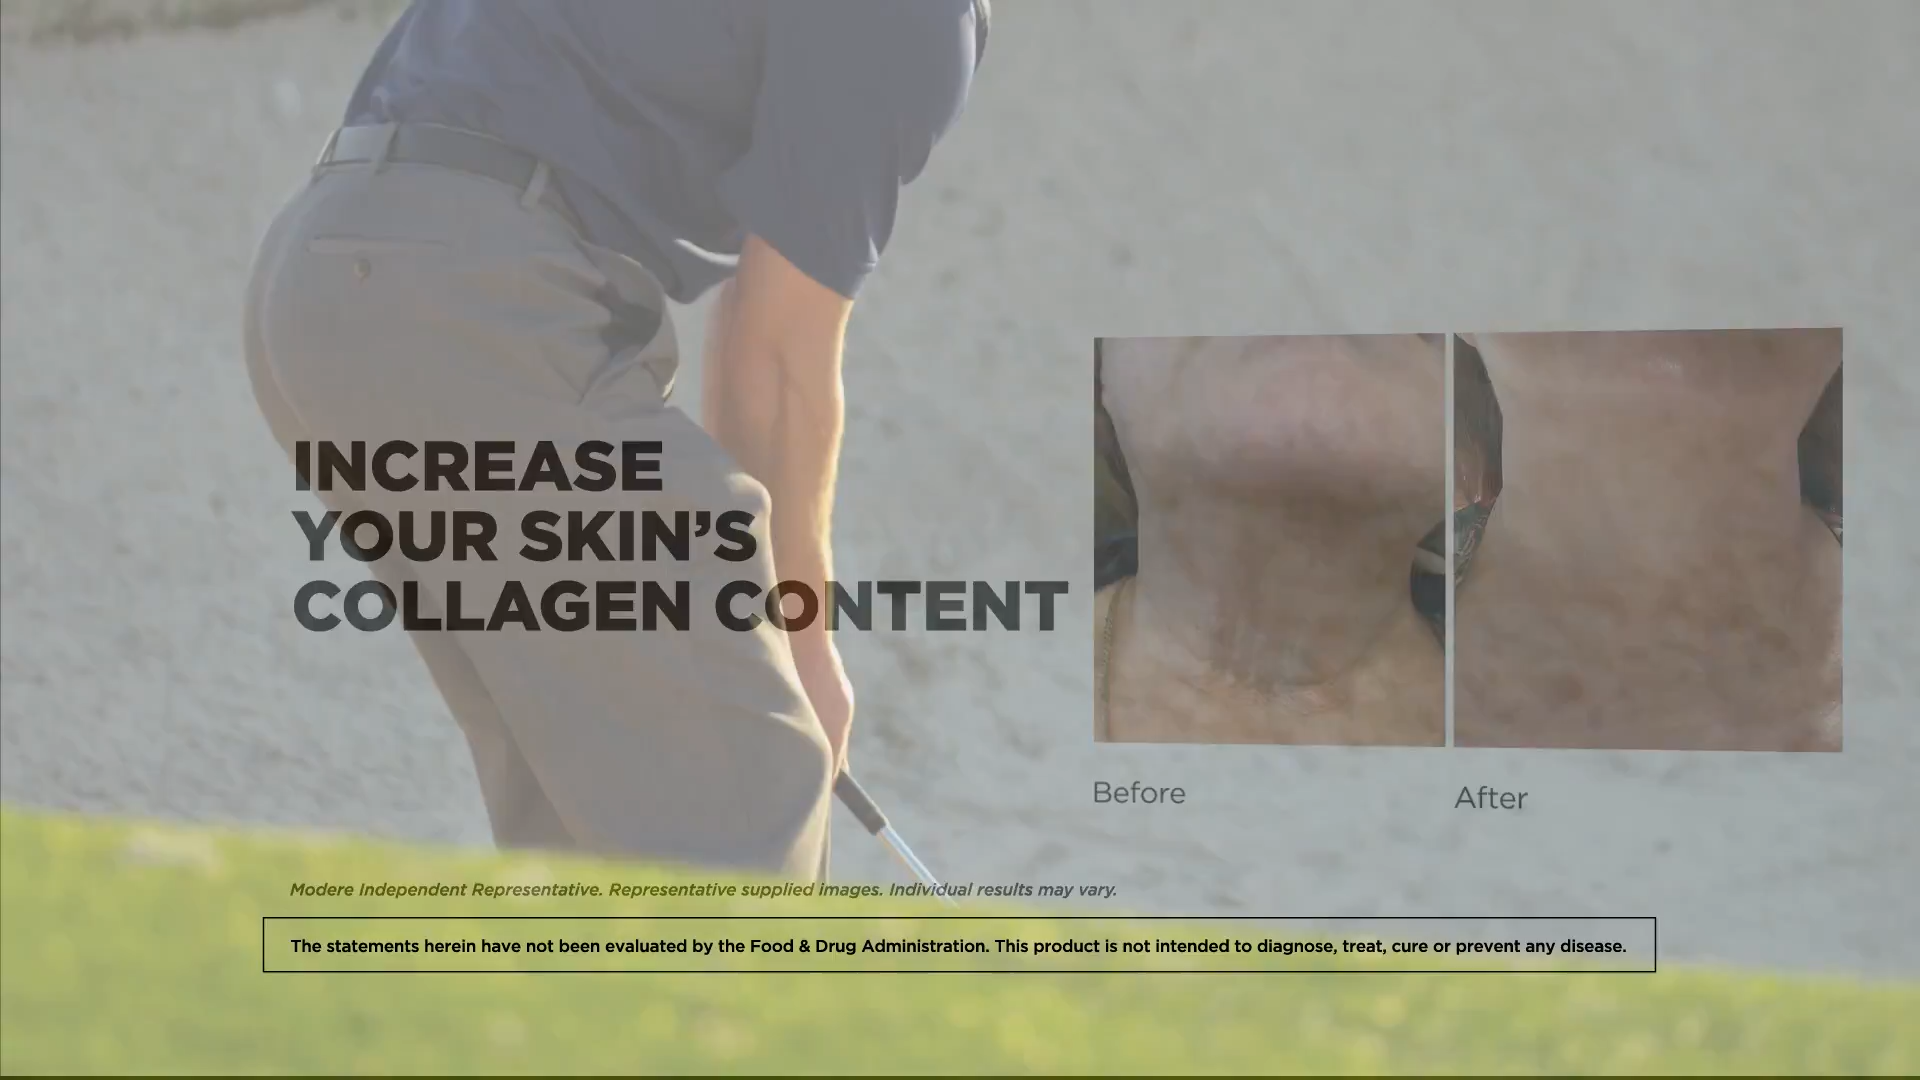 INCREASE
YOUR SKIN’S
COLLAGEN CONTENT
Before
After
Modere Independent Representative. Representative supplied images. Individual results may vary.
The statements herein have not been evaluated by the Food & Drug Administration. This product is not intended to diagnose, treat, cure or prevent any disease.